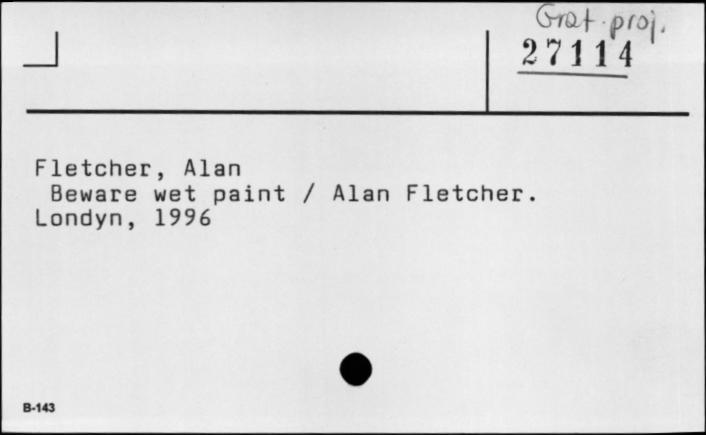 Graf. proj.
27114
Fletcher, Alan
Beware wet paint / Alan Fletcher.
Londyn, 1996
B-143